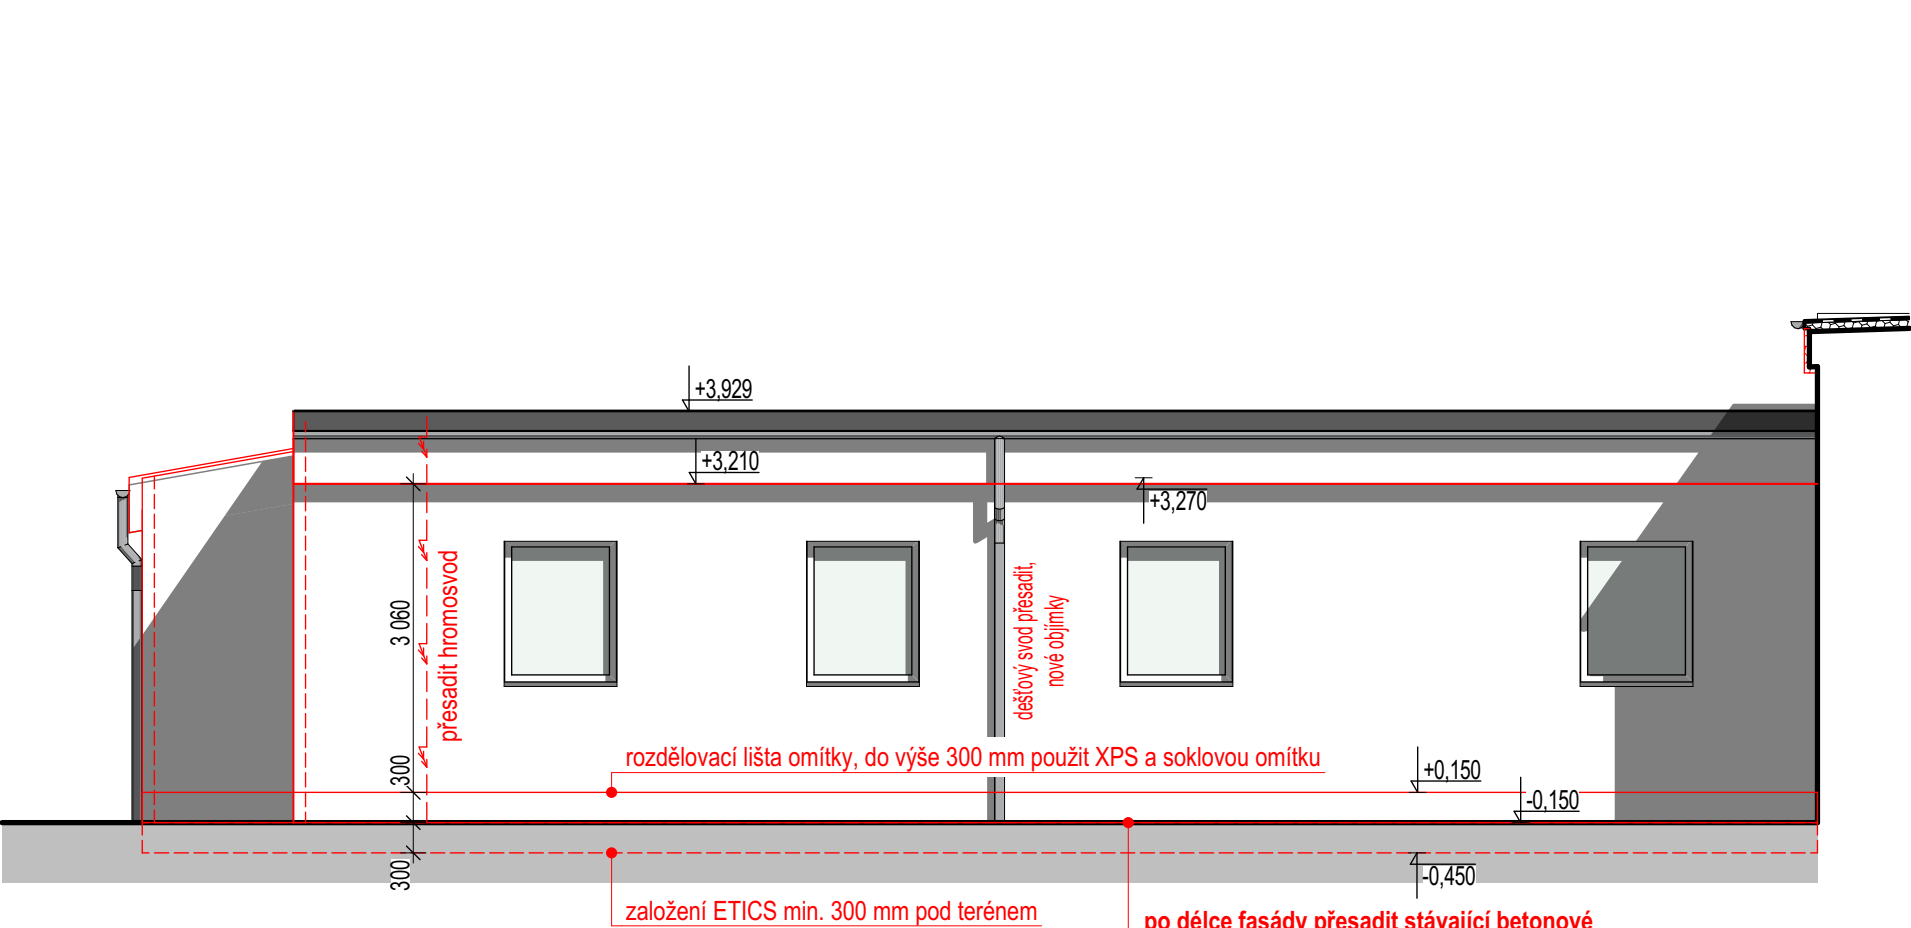 +3,929
+3,210
+3,270
3 060
přesadit hromosvod
dešťový svod přesadit,
nové objímky
rozdělovací lišta omítky, do výše 300 mm použit XPS a soklovou omítku
300
+0,150
-0,150
300
-0,450
založení ETICS min. 300 mm pod terénem
po délce fasády přesadit stávající betonové